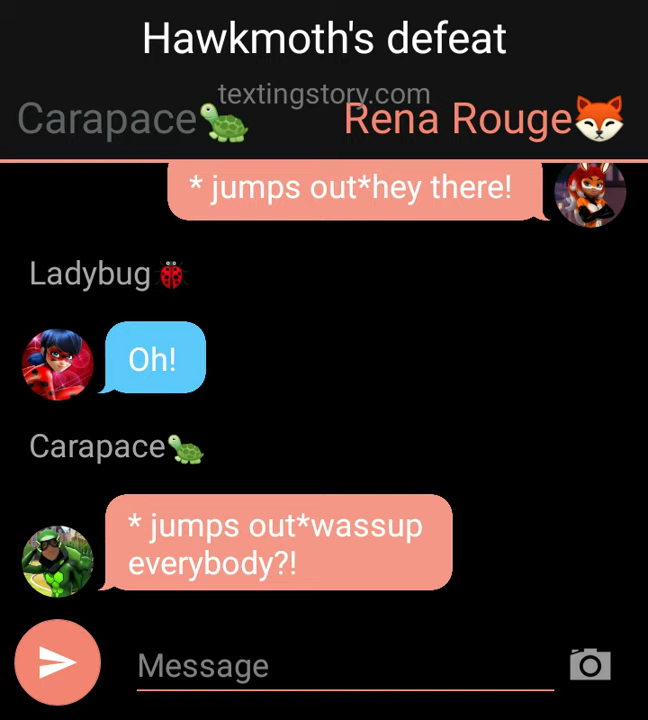 Hawkmoth's defeat
textingstory.com
Carapace🐢 Rena Rouge🦊
* jumps out*hey there!
Ladybug🐞
Oh!
Carapace🐢
* jumps out*wassup
everybody?!
Message